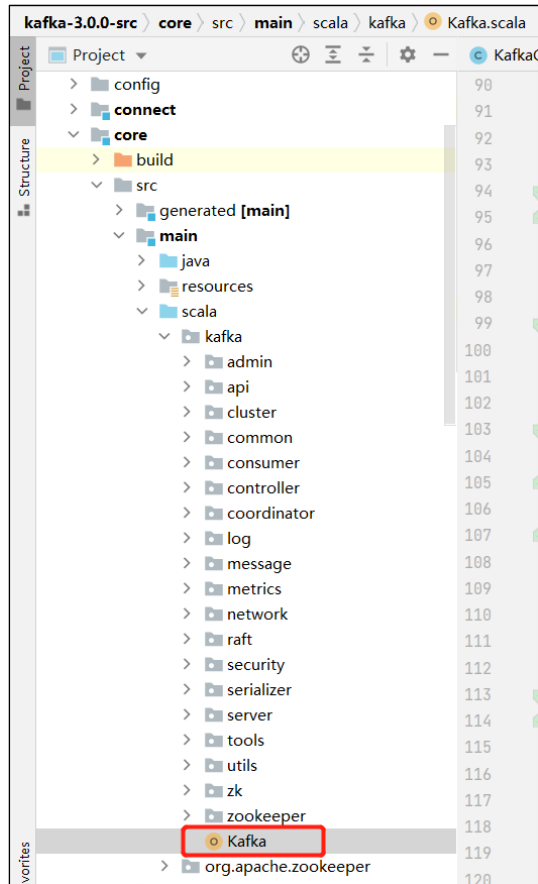 kafka-3.0.0-src 〉 core 〉 src 〉 main 〉 scala 〉 kafka 〉 Kafka.scala
Project
Project
Structure
config
connect
core
build
src
generated [main]
main
java
resources
scala
kafka
admin
api
cluster
common
consumer
controller
coordinator
log
message
metrics
network
raft
security
serializer
server
tools
utils
zk
zookeeper
Kafka
org.apache.zookeeper
vorites
C KafkaC
90
91
92
93
94
95
96
97
98
99
100
101
102
103
104
105
106
107
108
109
110
111
112
113
114
115
116
117
118
119
120